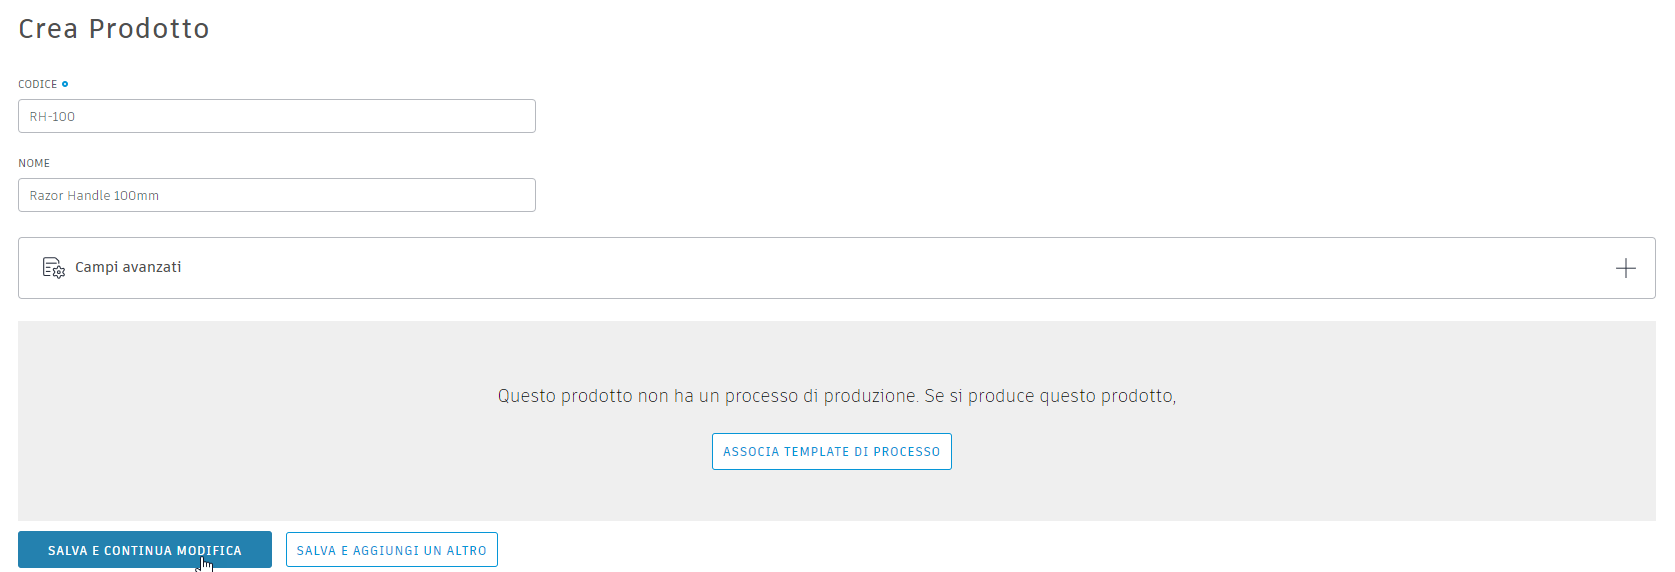 Crea Prodotto
CODICE
RH-100
NOME
Razor Handle 100mm
Campi avanzati
Questo prodotto non ha un processo di produzione. Se si produce questo prodotto,
ASSOCIA TEMPLATE DI PROCESSO
SALVA E CONTINUA MODIFICA
SALVA E AGGIUNGI UN ALTRO